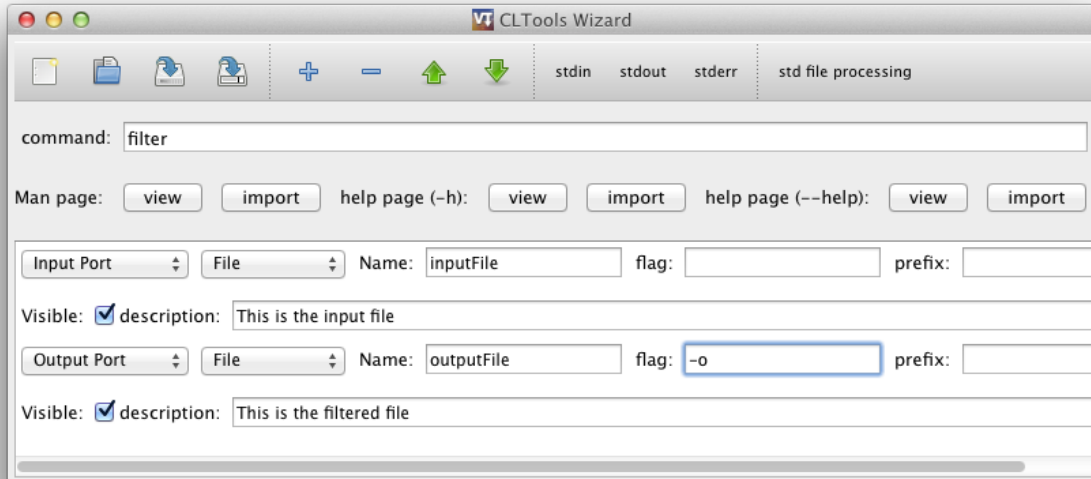 VT CLTools Wizard
stdin stdout stderr std file processing
command: filter
Man page: view import help page (-h): view import help page (--help): view import
Input Port File Name: inputFile flag: prefix:
Visible: description: This is the input file
Output Port File Name: outputFile flag: -o prefix:
Visible: description: This is the filtered file